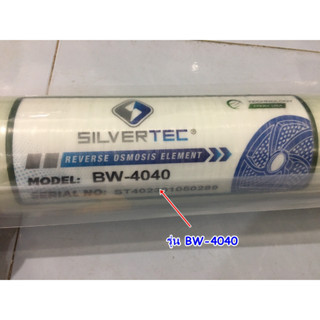 SILVERTEC®
REVERSE OSMOSIS ELEMENT
MODEL: BW-4040
SERIAL NO:
รุ่น BW-4040